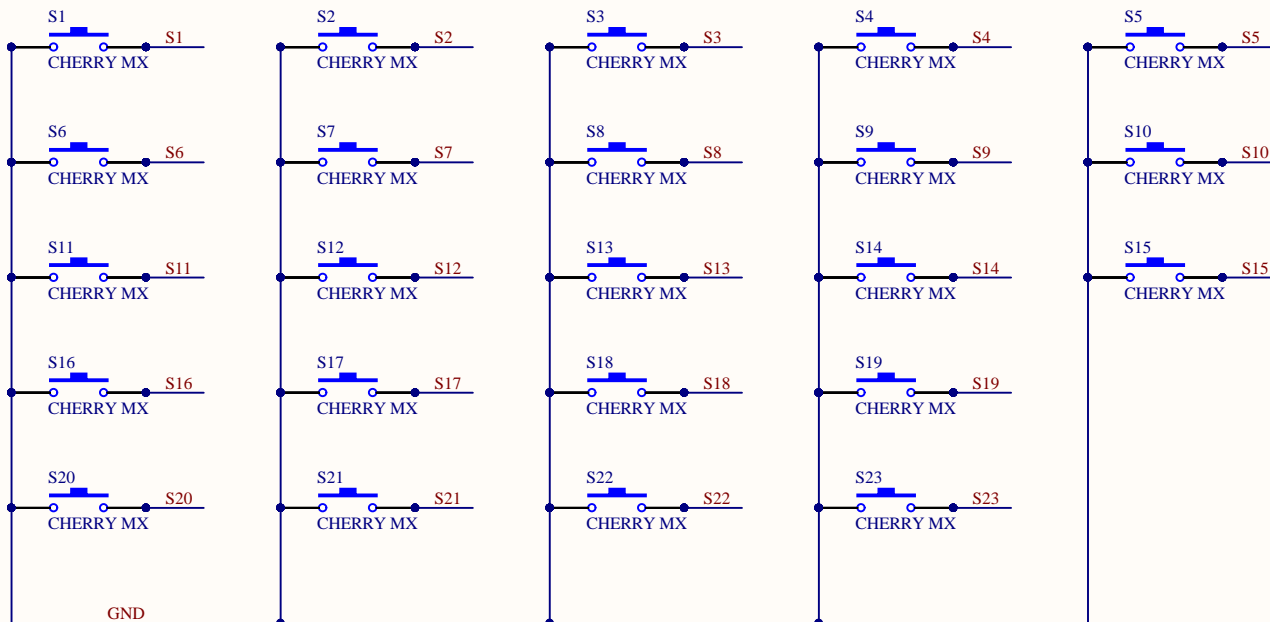 S1 S2 S3 S4 S5
S1 S2 S3 S4 S5
CHERRY MX CHERRY MX CHERRY MX CHERRY MX CHERRY MX
S6 S7 S8 S9 S10
S6 S7 S8 S9 S10
CHERRY MX CHERRY MX CHERRY MX CHERRY MX CHERRY MX
S11 S12 S13 S14 S15
S11 S12 S13 S14 S15
CHERRY MX CHERRY MX CHERRY MX CHERRY MX CHERRY MX
S16 S17 S18 S19
S16 S17 S18 S19
CHERRY MX CHERRY MX CHERRY MX CHERRY MX
S20 S21 S22 S23
S20 S21 S22 S23
CHERRY MX CHERRY MX CHERRY MX CHERRY MX
GND